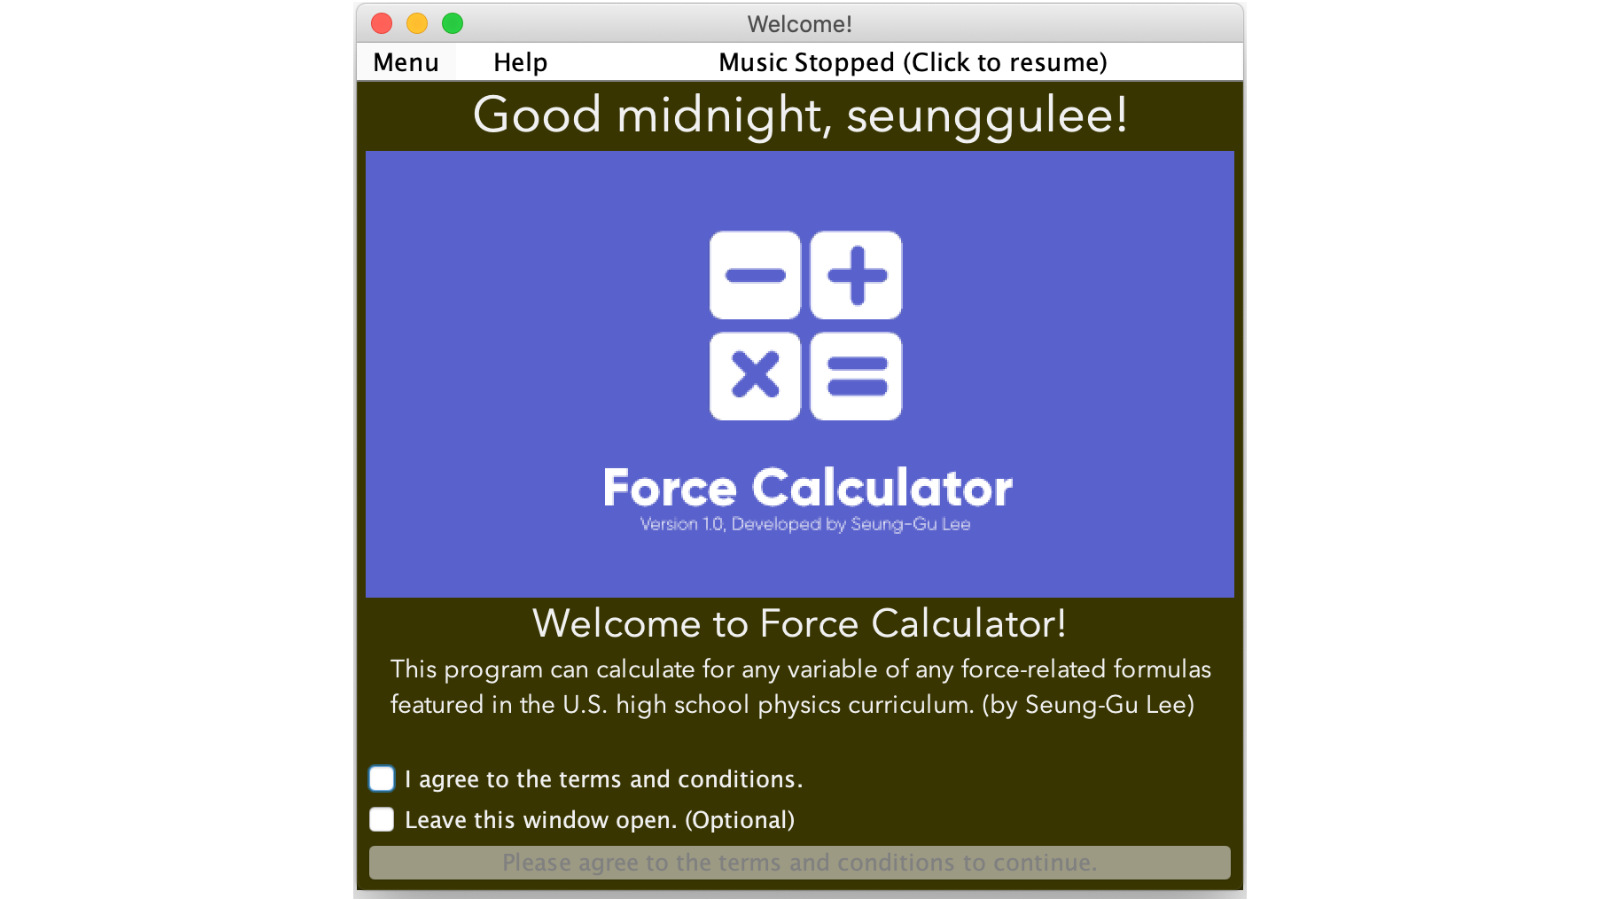 Welcome!
Menu Help Music Stopped (Click to resume)
Good midnight, seunggulee!
Force Calculator
Version 1.0, Developed by Seung-Gu Lee
Welcome to Force Calculator!
This program can calculate for any variable of any force-related formulas
featured in the U.S. high school physics curriculum. (by Seung-Gu Lee)
I agree to the terms and conditions.
Leave this window open. (Optional)
Please agree to the terms and conditions to continue.